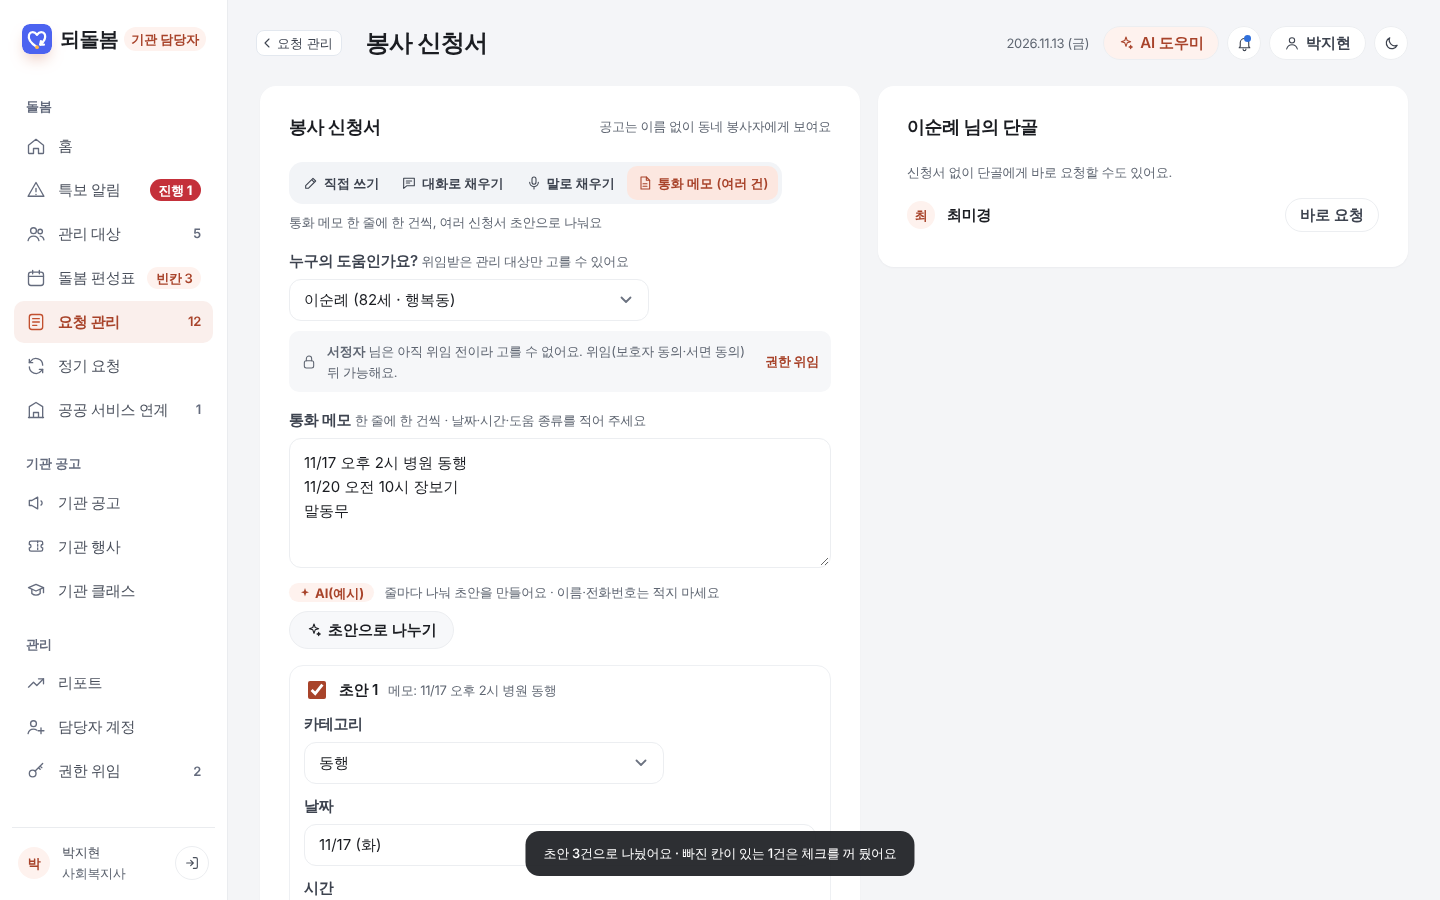 되돌봄 기관 담당자
돌봄
홈
특보 알림 진행 1
관리 대상 5
돌봄 편성표 빈칸 3
요청 관리 12
정기 요청
공공 서비스 연계 1
기관 공고
기관 공고
기관 행사
기관 클래스
관리
리포트
담당자 계정
권한 위임 2
박 박지현
사회복지사
요청 관리 봉사 신청서
2026.11.13 (금) AI 도우미 박지현
봉사 신청서 공고는 이름 없이 동네 봉사자에게 보여요
직접 쓰기 대화로 채우기 말로 채우기 통화 메모 (여러 건)
통화 메모 한 줄에 한 건씩, 여러 신청서 초안으로 나눠요
누구의 도움인가요? 위임받은 관리 대상만 고를 수 있어요
이순례 (82세 · 행복동)
서정자 님은 아직 위임 전이라 고를 수 없어요. 위임(보호자 동의·서면 동의)
뒤 가능해요.
권한 위임
통화 메모 한 줄에 한 건씩 · 날짜·시간·도움 종류를 적어 주세요
11/17 오후 2시 병원 동행
11/20 오전 10시 장보기
말동무
AI(예시) 줄마다 나눠 초안을 만들어요 · 이름·전화번호는 적지 마세요
초안으로 나누기
초안 1 메모: 11/17 오후 2시 병원 동행
카테고리
동행
날짜
11/17 (화)
시간
초안 3건으로 나눴어요 · 빠진 칸이 있는 1건은 체크를 꺼 뒀어요
이순례 님의 단골
신청서 없이 단골에게 바로 요청할 수도 있어요.
최 최미경 바로 요청